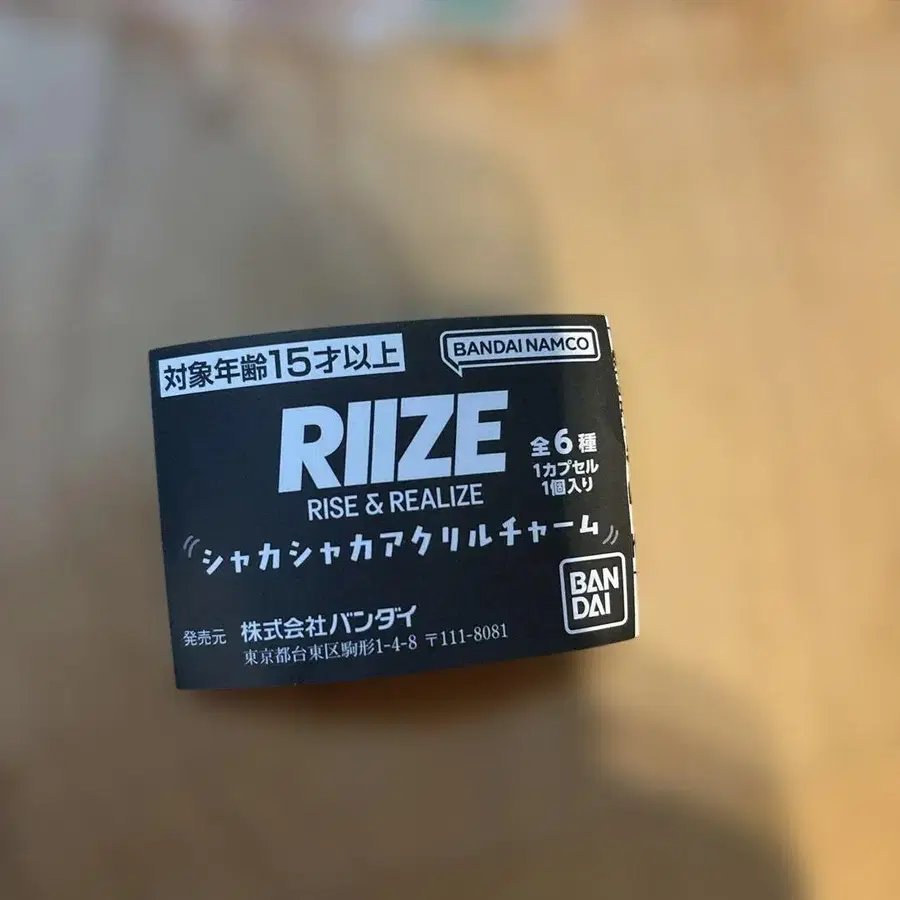 対象年齢15才以上
BANDAI NAMCO
RIIZE
RISE & REALIZE
全6種
1カプセル
1個入り
シャカシャカアクリルチャーム
BAN
DAI
発売元 株式会社バンダイ
東京都台東区駒形1-4-8 〒111-8081